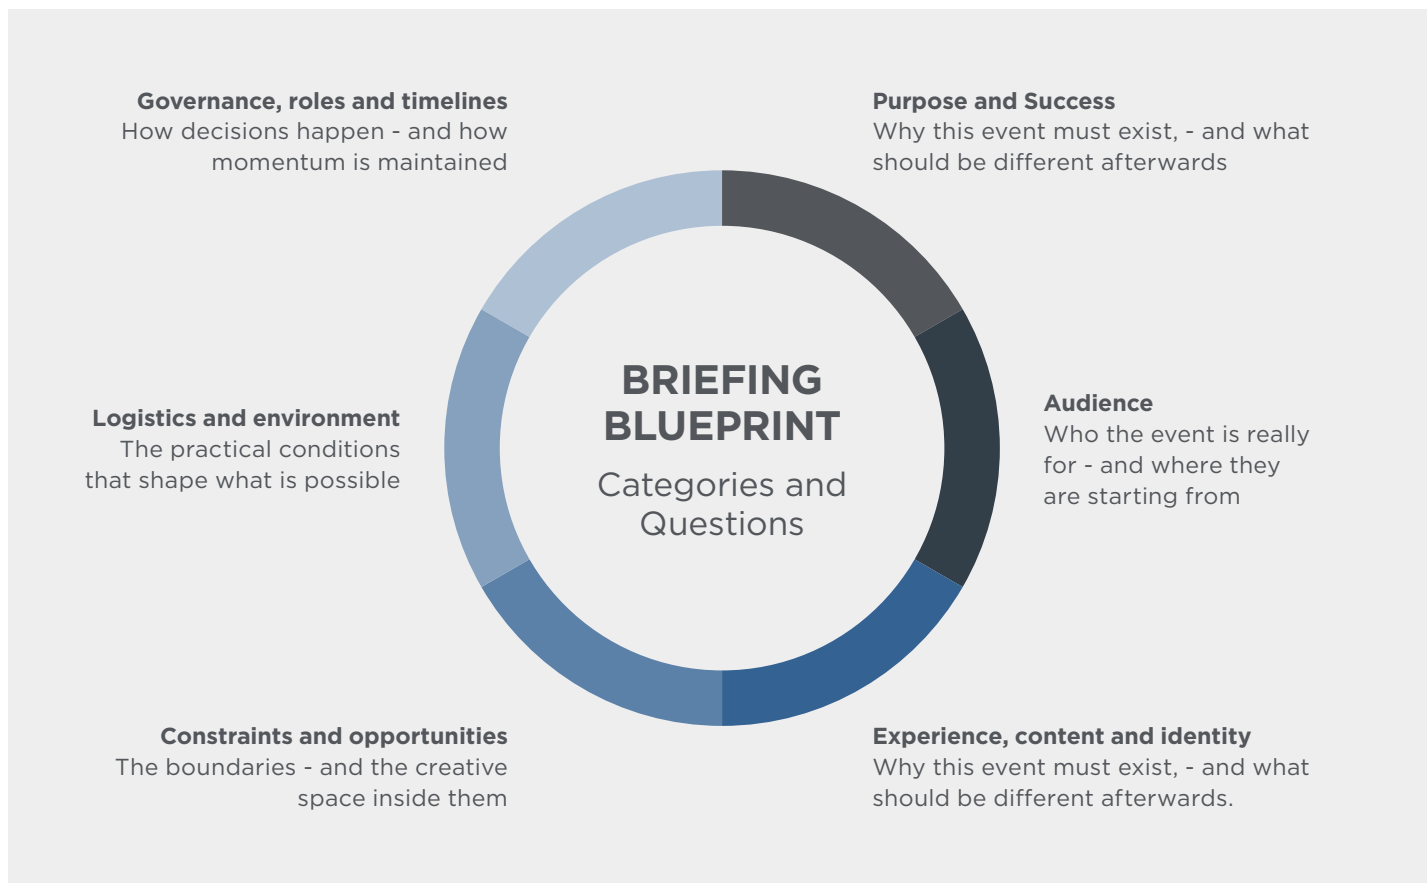 Governance, roles and timelines
How decisions happen - and how
momentum is maintained
Purpose and Success
Why this event must exist, - and what
should be different afterwards
BRIEFING
BLUEPRINT
Categories and
Questions
Logistics and environment
The practical conditions
that shape what is possible
Audience
Who the event is really
for - and where they
are starting from
Constraints and opportunities
The boundaries - and the creative
space inside them
Experience, content and identity
Why this event must exist, - and what
should be different afterwards.